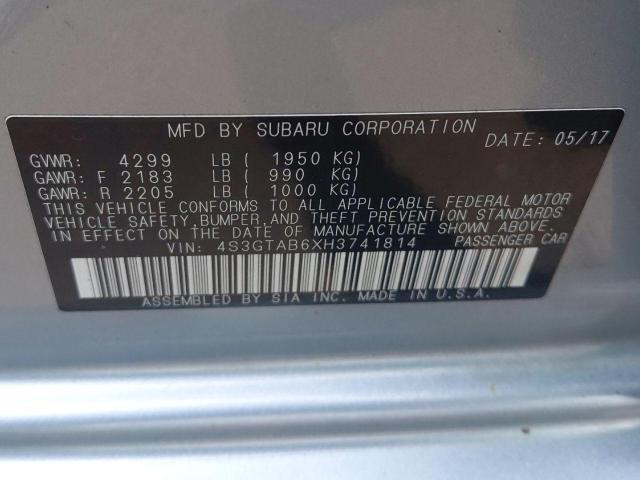 MFD BY SUBARU CORPORATION DATE: 05/17
GVWR: 4299 LB ( 1950 KG)
GAWR: F 2183 LB ( 990 KG)
GAWR: R 2205 LB ( 1000 KG)
THIS VEHICLE CONFORMS TO ALL APPLICABLE FEDERAL MOTOR
VEHICLE SAFETY, BUMPER, AND THEFT PREVENTION STANDARDS
IN EFFECT ON THE DATE OF MANUFACTURE SHOWN ABOVE.
VIN: 4S3GTAB6XH3741814 PASSENGER CAR
ASSEMBLED BY SIA INC. MADE IN U.S.A.